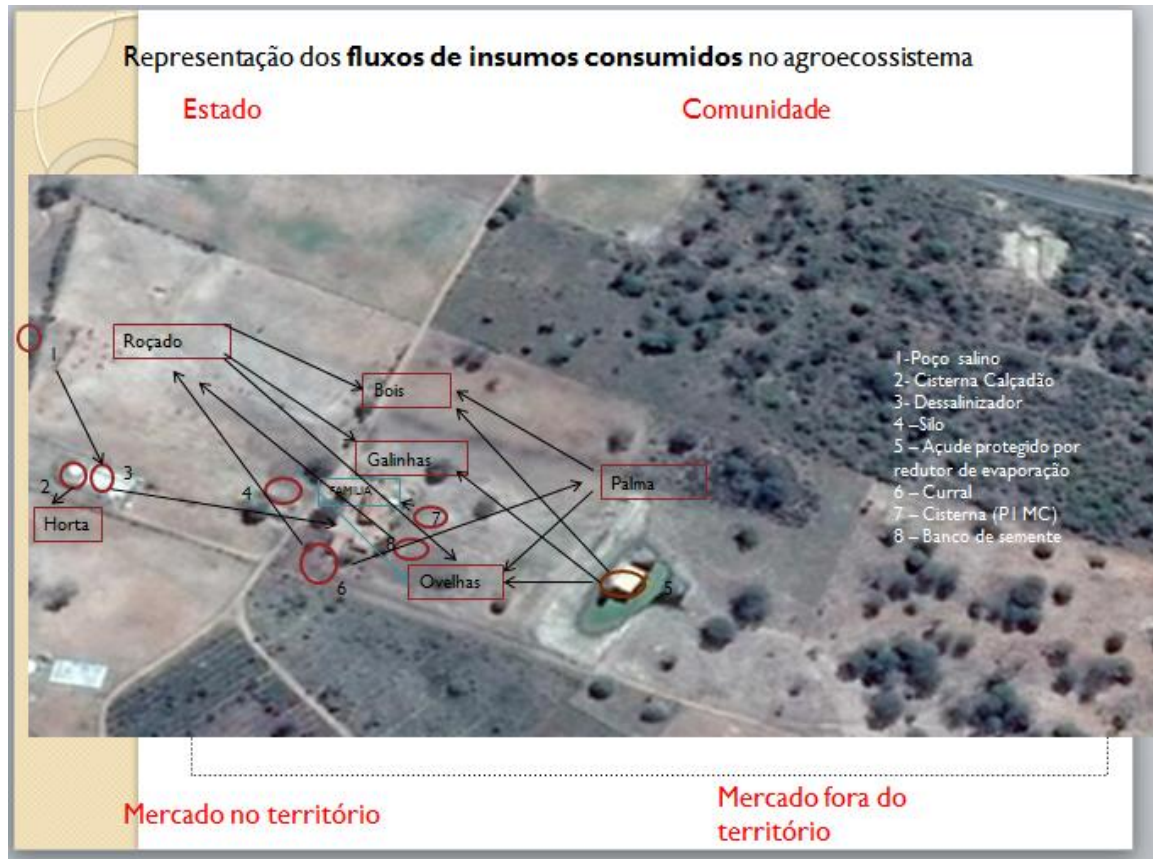 Representação dos fluxos de insumos consumidos no agroecossistema
Estado
Comunidade
1
Roçado
Bois
1-Poço salino
2- Cisterna Calçadão
3- Dessalinizador
4 –Silo
5 – Açude protegido por
redutor de evaporação
6 – Curral
7 – Cisterna (P1 MC)
8 – Banco de semente
Galinhas
2
3
4
FAMILIA
Palma
7
Horta
8
6
Ovelhas
5
Mercado no território
Mercado fora do
território